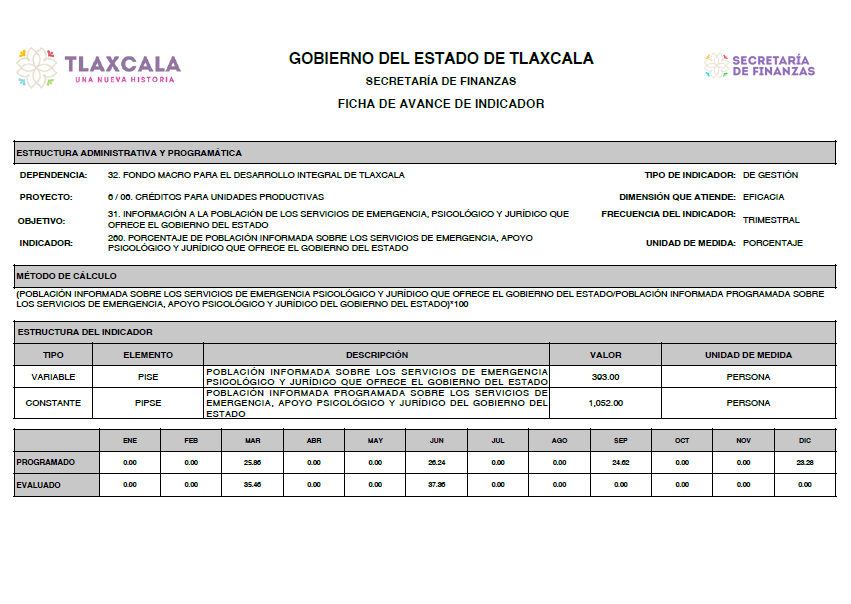 TLAXCALA
UNA NUEVA HISTORIA
GOBIERNO DEL ESTADO DE TLAXCALA
SECRETARÍA DE FINANZAS
FICHA DE AVANCE DE INDICADOR
SECRETARÍA
DE FINANZAS
ESTRUCTURA ADMINISTRATIVA Y PROGRAMÁTICA
DEPENDENCIA: 32. FONDO MACRO PARA EL DESARROLLO INTEGRAL DE TLAXCALA TIPO DE INDICADOR: DE GESTIÓN
PROYECTO: 6 / 06. CRÉDITOS PARA UNIDADES PRODUCTIVAS DIMENSIÓN QUE ATIENDE: EFICACIA
OBJETIVO: 31. INFORMACIÓN A LA POBLACIÓN DE LOS SERVICIOS DE EMERGENCIA, PSICOLÓGICO Y JURÍDICO QUE
OFRECE EL GOBIERNO DEL ESTADO
FRECUENCIA DEL INDICADOR: TRIMESTRAL
INDICADOR: 260. PORCENTAJE DE POBLACIÓN INFORMADA SOBRE LOS SERVICIOS DE EMERGENCIA, APOYO
PSICOLÓGICO Y JURÍDICO QUE OFRECE EL GOBIERNO DEL ESTADO
UNIDAD DE MEDIDA: PORCENTAJE
MÉTODO DE CÁLCULO
(POBLACIÓN INFORMADA SOBRE LOS SERVICIOS DE EMERGENCIA PSICOLÓGICO Y JURÍDICO QUE OFRECE EL GOBIERNO DEL ESTADO/POBLACIÓN INFORMADA PROGRAMADA SOBRE
LOS SERVICIOS DE EMERGENCIA, APOYO PSICOLÓGICO Y JURÍDICO DEL GOBIERNO DEL ESTADO)*100
ESTRUCTURA DEL INDICADOR
TIPO ELEMENTO DESCRIPCIÓN VALOR UNIDAD DE MEDIDA
VARIABLE PISE POBLACIÓN INFORMADA SOBRE LOS SERVICIOS DE EMERGENCIA
PSICOLÓGICO Y JURÍDICO QUE OFRECE EL GOBIERNO DEL ESTADO
393.00 PERSONA
CONSTANTE PIPSE POBLACIÓN INFORMADA PROGRAMADA SOBRE LOS SERVICIOS DE
EMERGENCIA, APOYO PSICOLÓGICO Y JURÍDICO DEL GOBIERNO DEL
ESTADO
1,052.00 PERSONA
ENE FEB MAR ABR MAY JUN JUL AGO SEP OCT NOV DIC
PROGRAMADO 0.00 0.00 25.86 0.00 0.00 26.24 0.00 0.00 24.62 0.00 0.00 23.28
EVALUADO 0.00 0.00 35.46 0.00 0.00 37.36 0.00 0.00 0.00 0.00 0.00 0.00